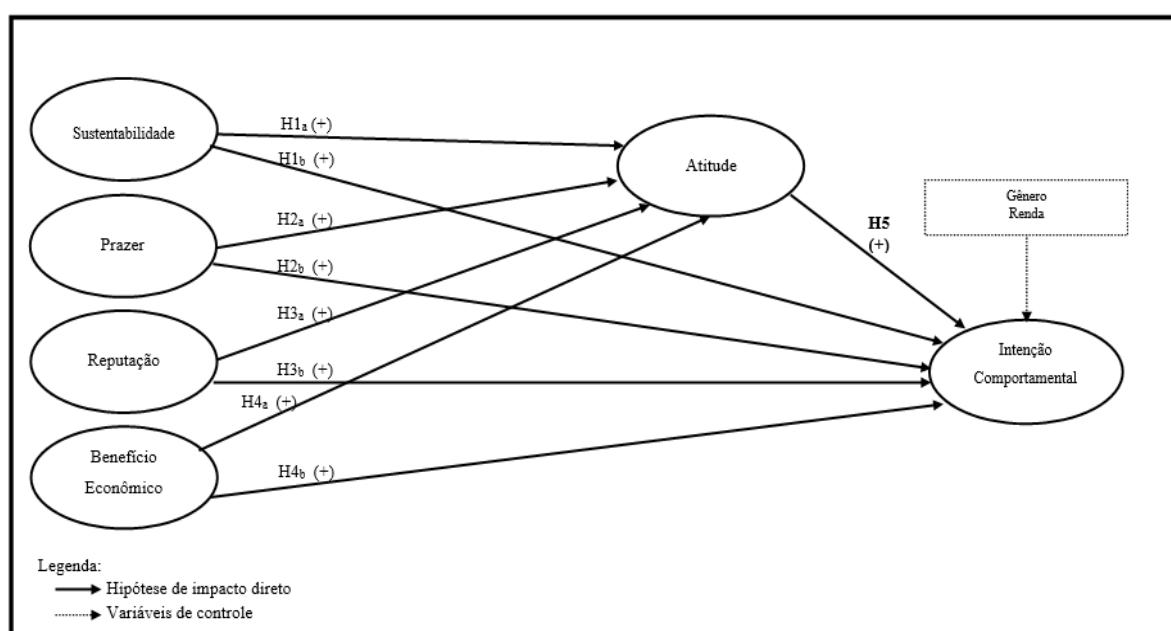 Sustentabilidade
Prazer
Reputação
Benefício
Econômico
H1a (+)
H1b (+)
H2a (+)
H2b (+)
H3a (+)
H3b (+)
H4a (+)
H4b (+)
Atitude
H5
(+)
Gênero
Renda
Intenção
Comportamental
Legenda:
Hipótese de impacto direto
Variáveis de controle